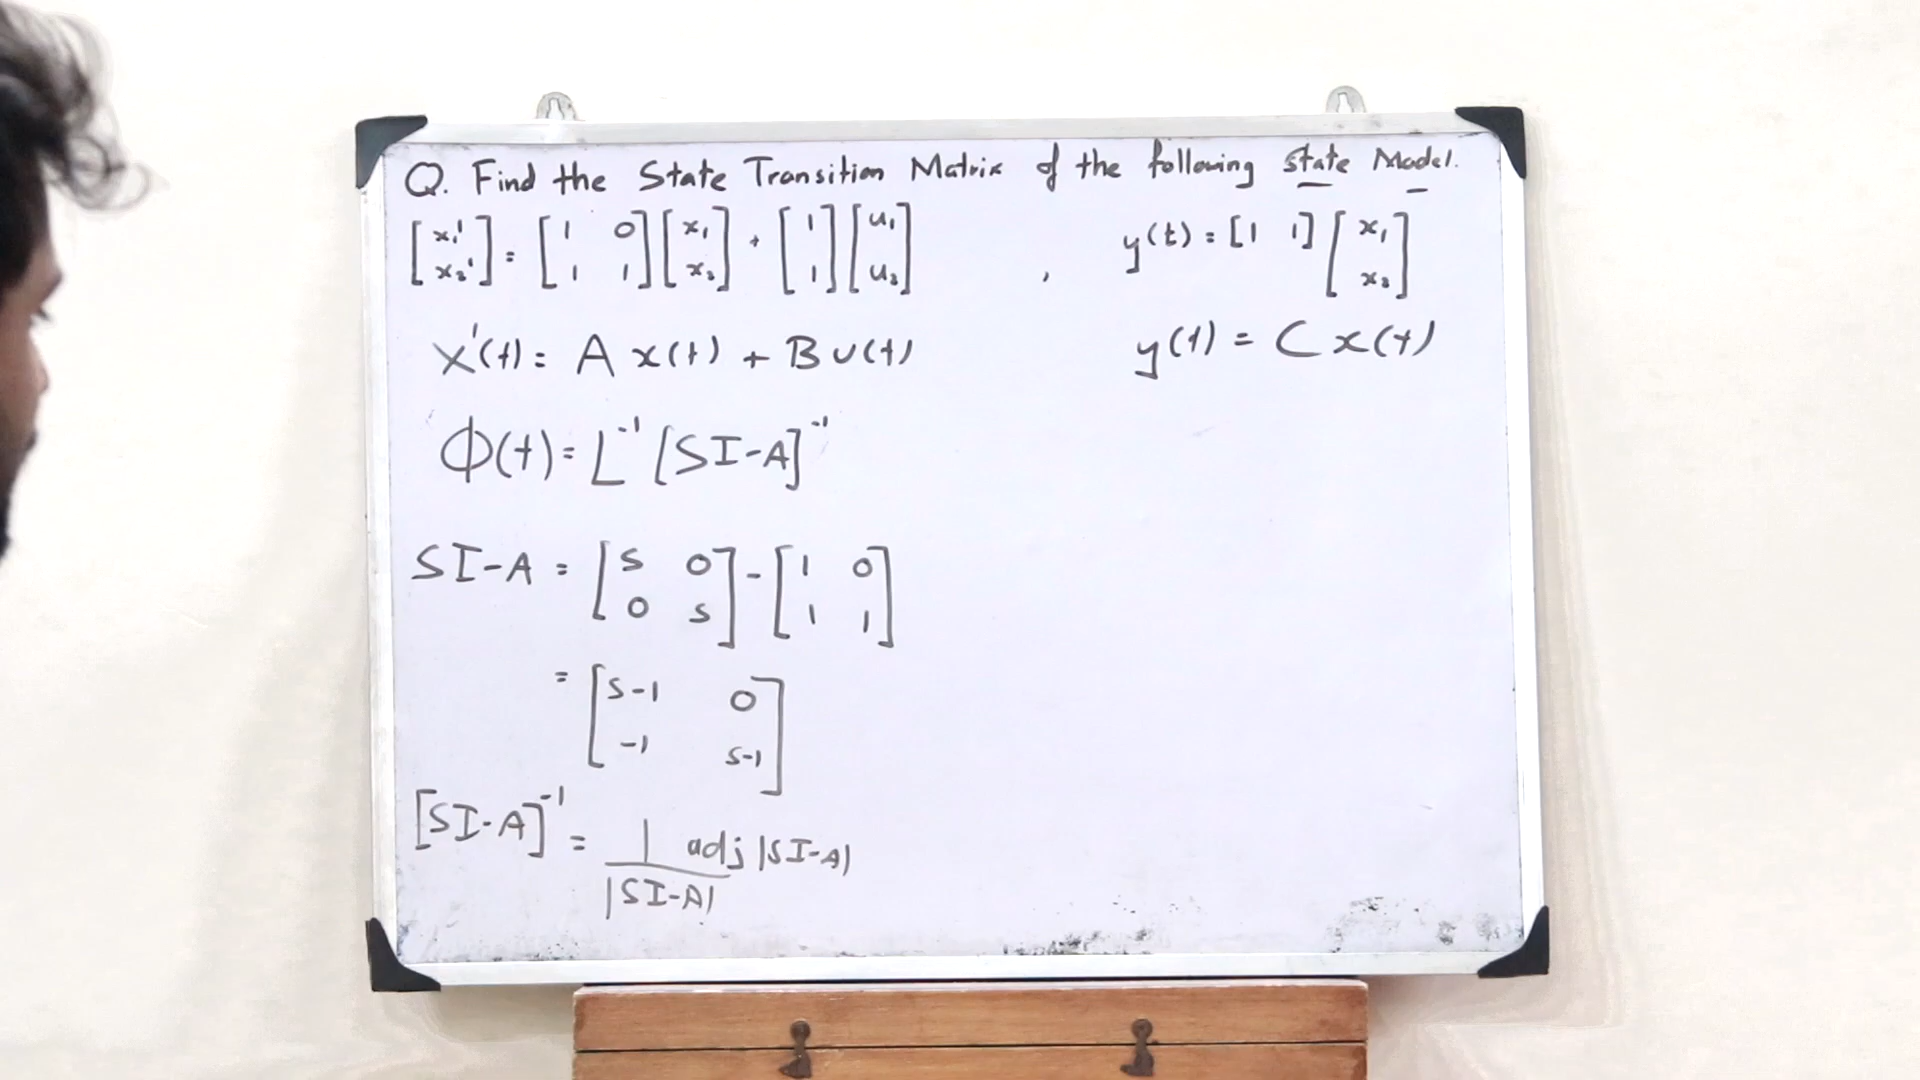 Q. Find the State Transition Matrix of the following state Model.
[x₁' x₂'] = [1 0 1 1] [x₁ x₂] + [1 1] [u₁ u₂] , y(t) = [1 1] [x₁ x₂]
x'(t) = A x(t) + B U(t) y(t) = C x(t)
Φ(t) = L⁻¹ [SI-A]⁻¹
SI-A = [S 0 0 S] - [1 0 1 1]
= [S-1 0 -1 S-1]
[SI-A]⁻¹ = 1/|SI-A| adj |SI-A|